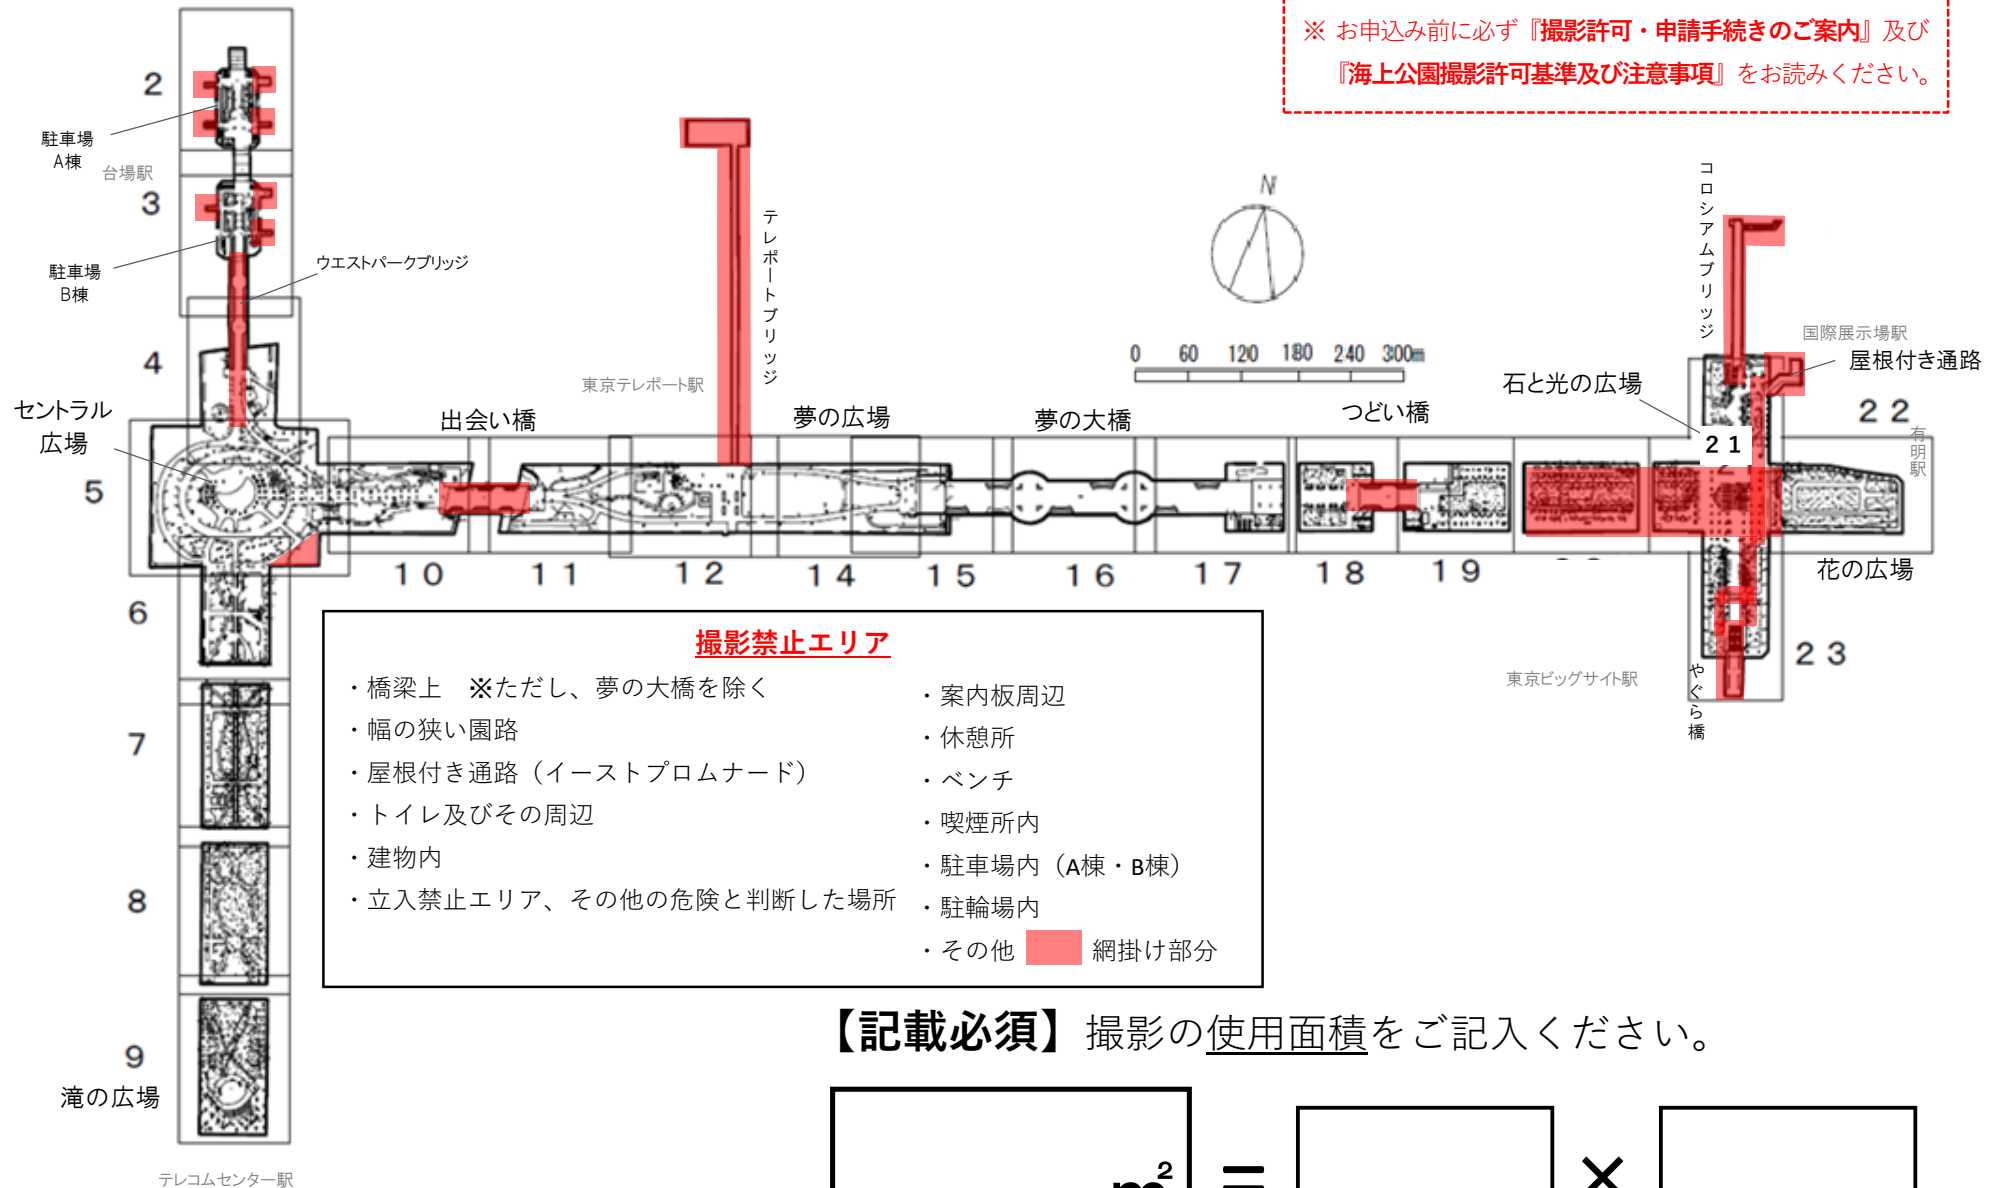 ※ お申込み前に必ず『撮影許可・申請手続きのご案内』及び
『海上公園撮影許可基準及び注意事項』をお読みください。
2
駐車場
A棟
台場駅
3
駐車場
B棟
ウエストパークブリッジ
4
セントラル
広場
5
6
7
8
9
滝の広場
テレコムセンター駅
出会い橋
東京テレポート駅
テレポートブリッジ
夢の広場
夢の大橋
N
0 60 120 180 240 300m
つどい橋
石と光の広場
コロシアムブリッジ
国際展示場駅
屋根付き通路
21
22
有明駅
花の広場
23
やぐら橋
東京ビッグサイト駅
10 11 12 14 15 16 17 18 19
撮影禁止エリア
・橋梁上 ※ただし、夢の大橋を除く
・幅の狭い園路
・屋根付き通路（イーストプロムナード）
・トイレ及びその周辺
・建物内
・立入禁止エリア、その他の危険と判断した場所
・案内板周辺
・休憩所
・ベンチ
・喫煙所内
・駐車場内（A棟・B棟）
・駐輪場内
・その他 網掛け部分
【記載必須】撮影の使用面積をご記入ください。
㎡ = ×